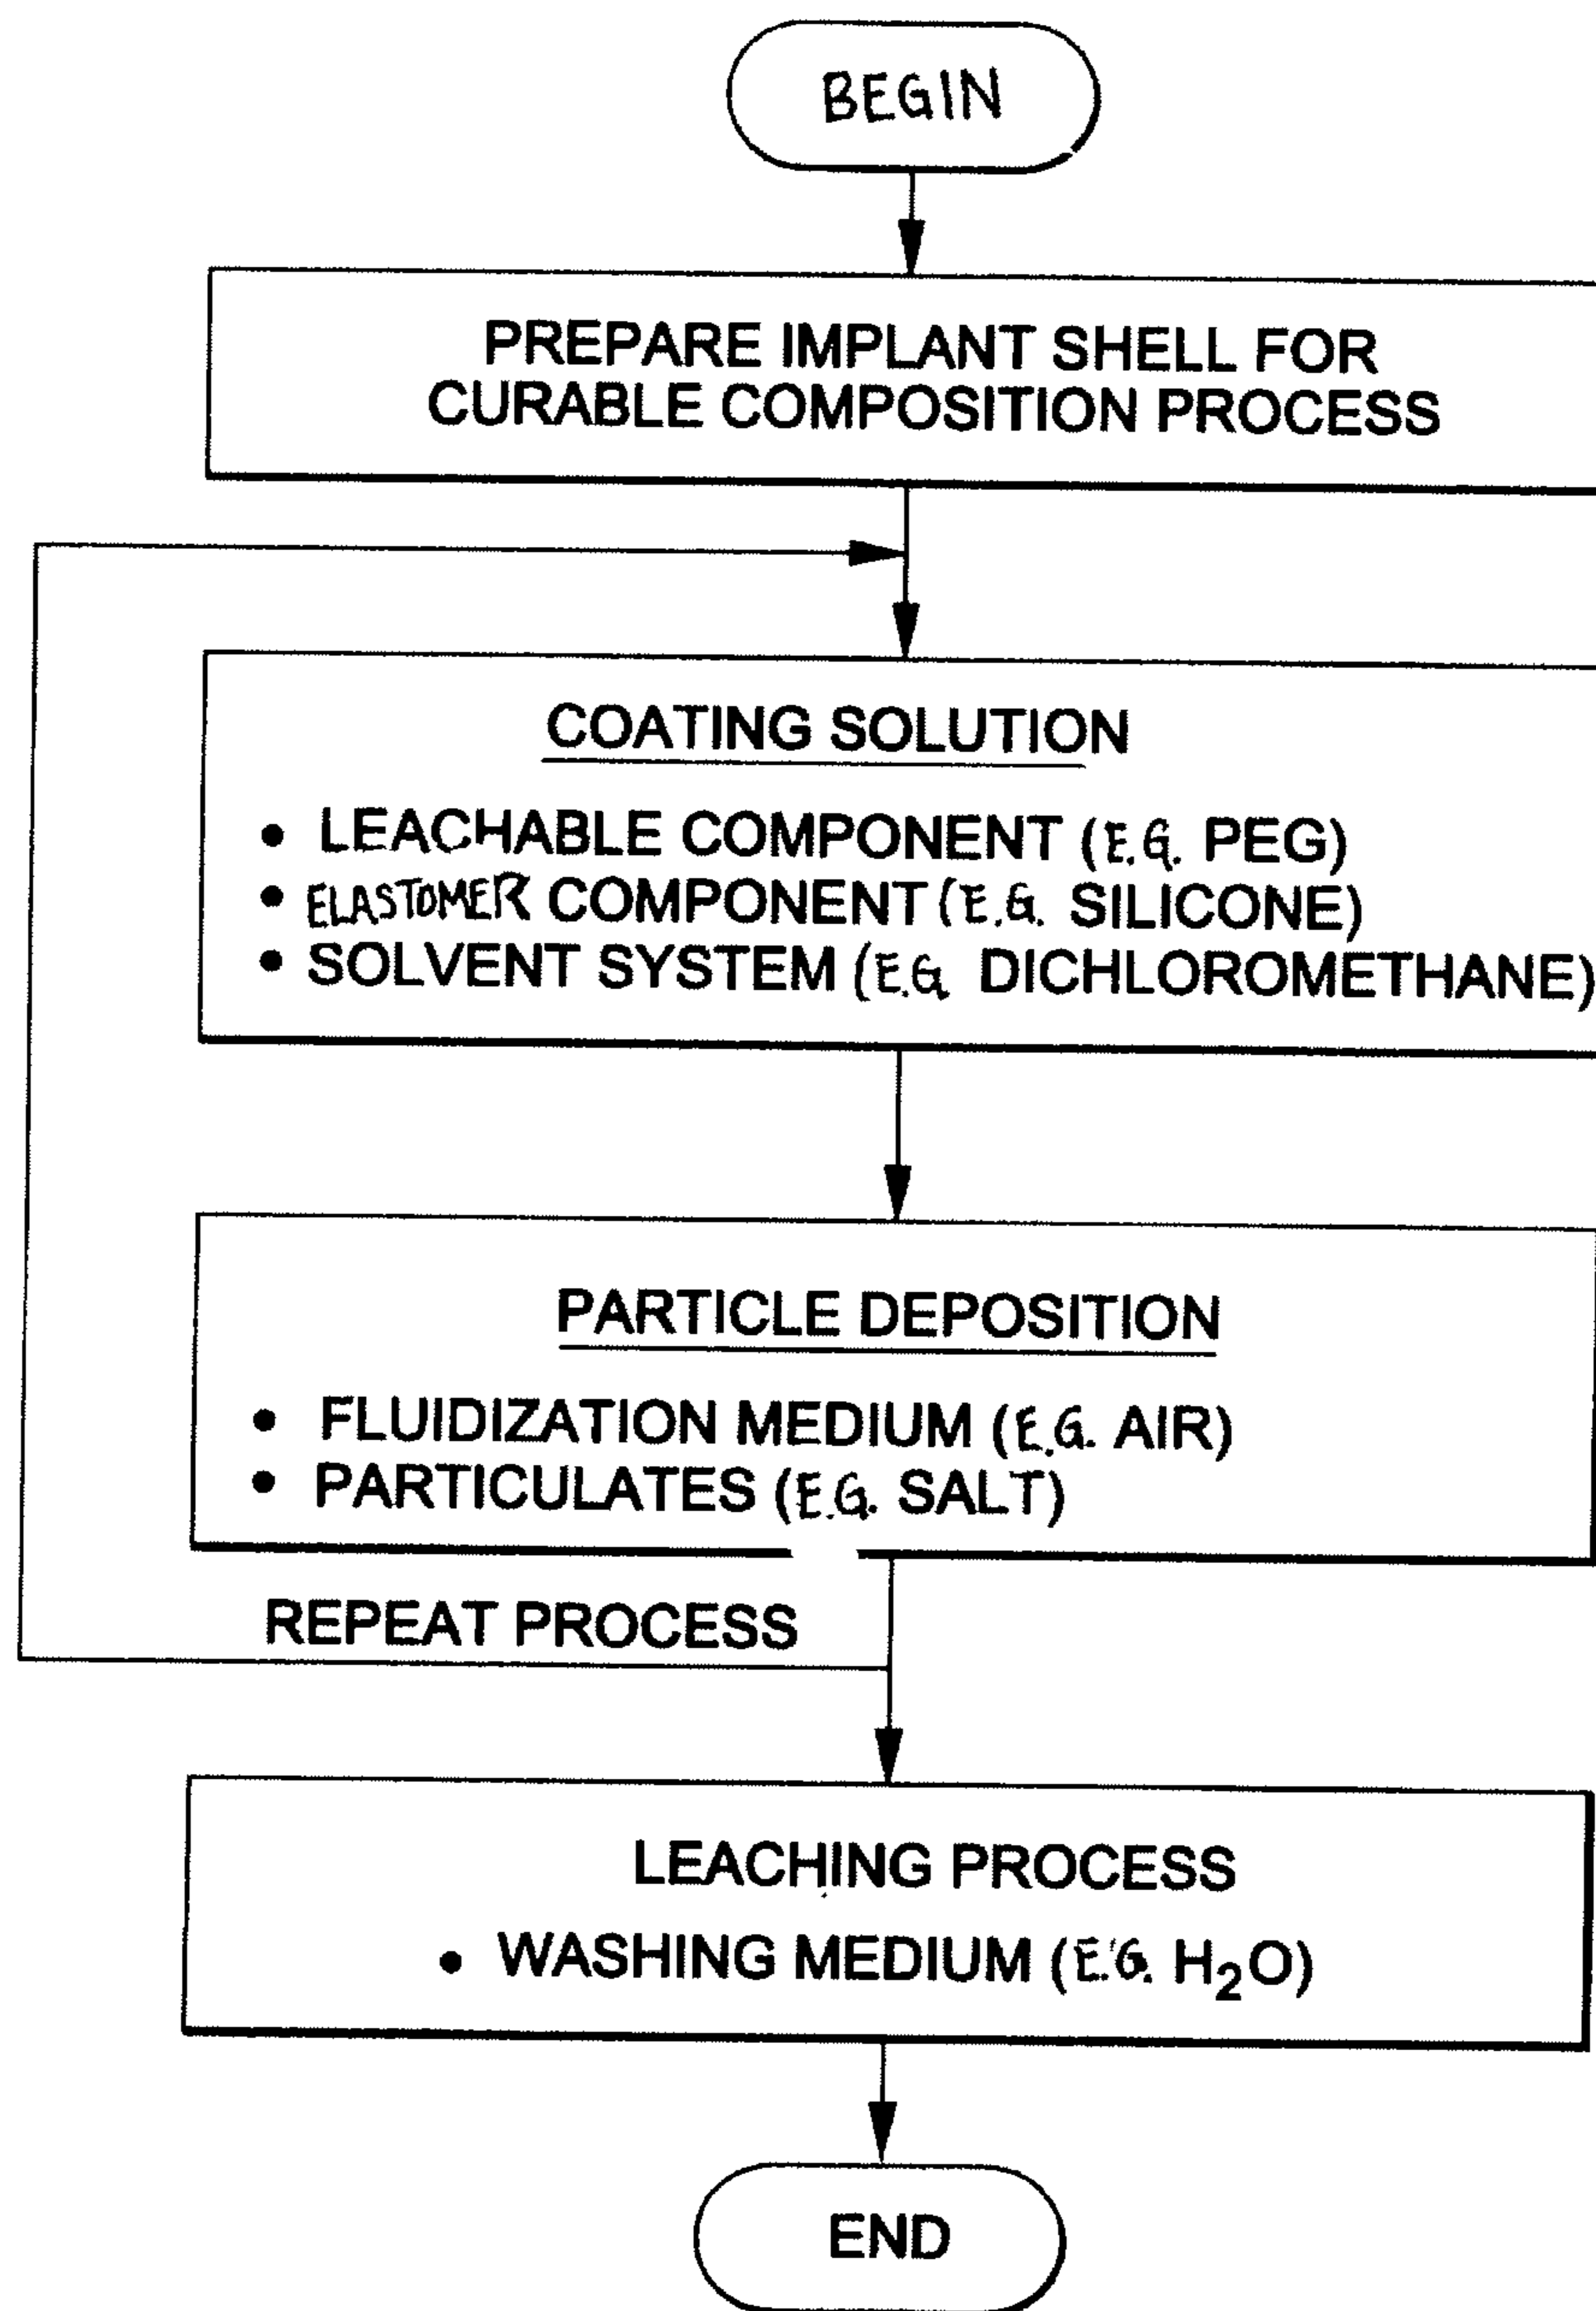 BEGIN
PREPARE IMPLANT SHELL FOR
CURABLE COMPOSITION PROCESS
COATING SOLUTION
• LEACHABLE COMPONENT (E.G. PEG)
• ELASTOMER COMPONENT (E.G. SILICONE)
• SOLVENT SYSTEM (E.G. DICHLOROMETHANE)
PARTICLE DEPOSITION
• FLUIDIZATION MEDIUM (E.G. AIR)
• PARTICULATES (E.G. SALT)
REPEAT PROCESS
LEACHING PROCESS
• WASHING MEDIUM (E.G. H₂O)
END